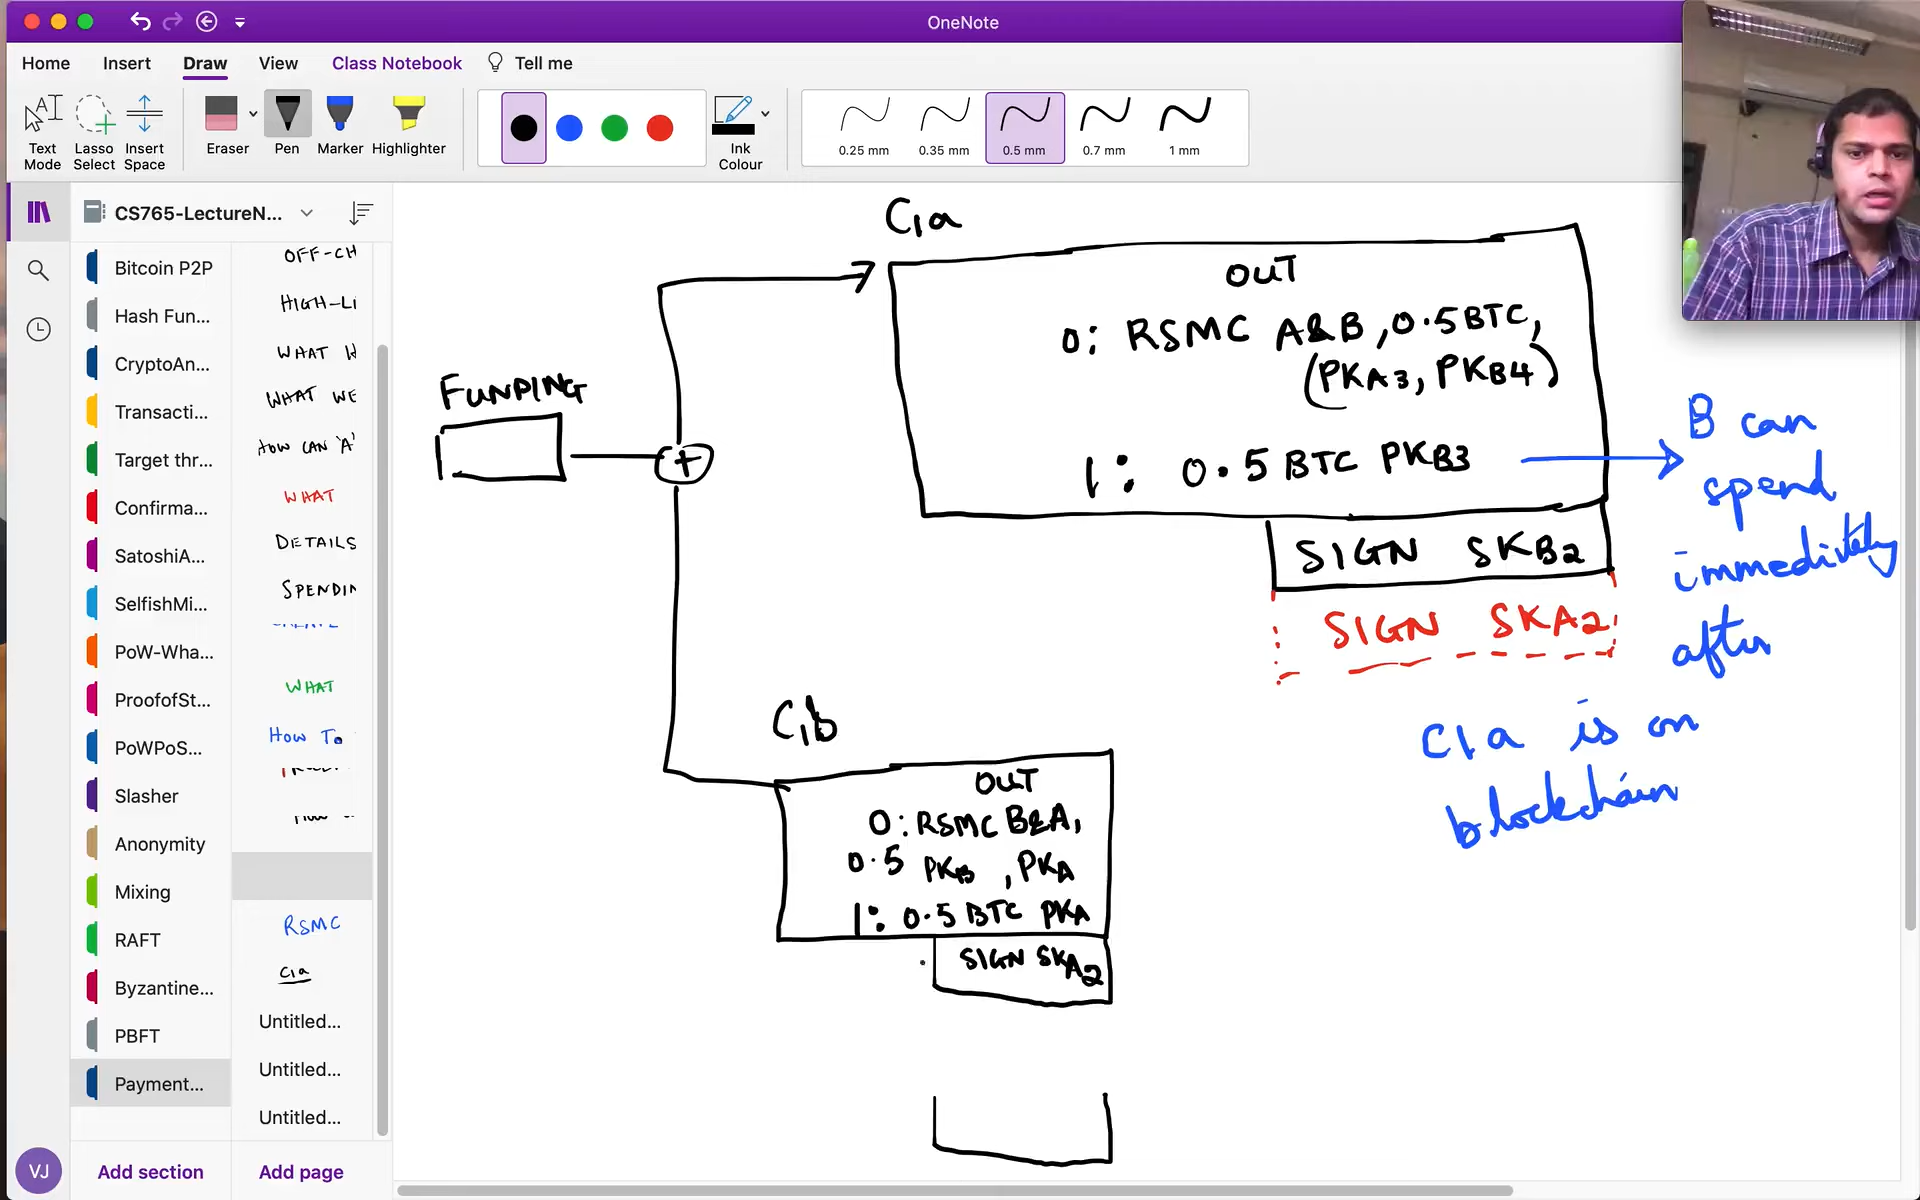 OneNote
Home Insert Draw View Class Notebook Tell me
Text Mode
Lasso Select
Insert Space
Eraser
Pen
Marker
Highlighter
Ink Colour
0.25 mm
0.35 mm
0.5 mm
0.7 mm
1 mm
CS765-LectureN...
Bitcoin P2P
Hash Fun...
CryptoAn...
Transacti...
Target thr...
Confirma...
SatoshiA...
SelfishMi...
PoW-Wha...
ProofofSt...
PoWPoS...
Slasher
Anonymity
Mixing
RAFT
Byzantine...
PBFT
Payment...
Add section
VJ
OFF-CH
HIGH-LI
WHAT H
WHAT WE
HOW CAN 'A'
WHAT
DETAILS
SPENDIN
WHAT
HOW TO
RSMC
C1a
Untitled...
Untitled...
Untitled...
Add page
FUNDING
+
C1a
OUT
0: RSMC A&B, 0.5 BTC,
(PKA3, PKB4)
1: 0.5 BTC PKB3
SIGN SKB2
SIGN SKA2
B can
spend
immediately
after
C1a is on
blockchain
C1b
OUT
0: RSMC B&A,
0.5 PKB, PKA
1: 0.5 BTC PKA
SIGN SKA2